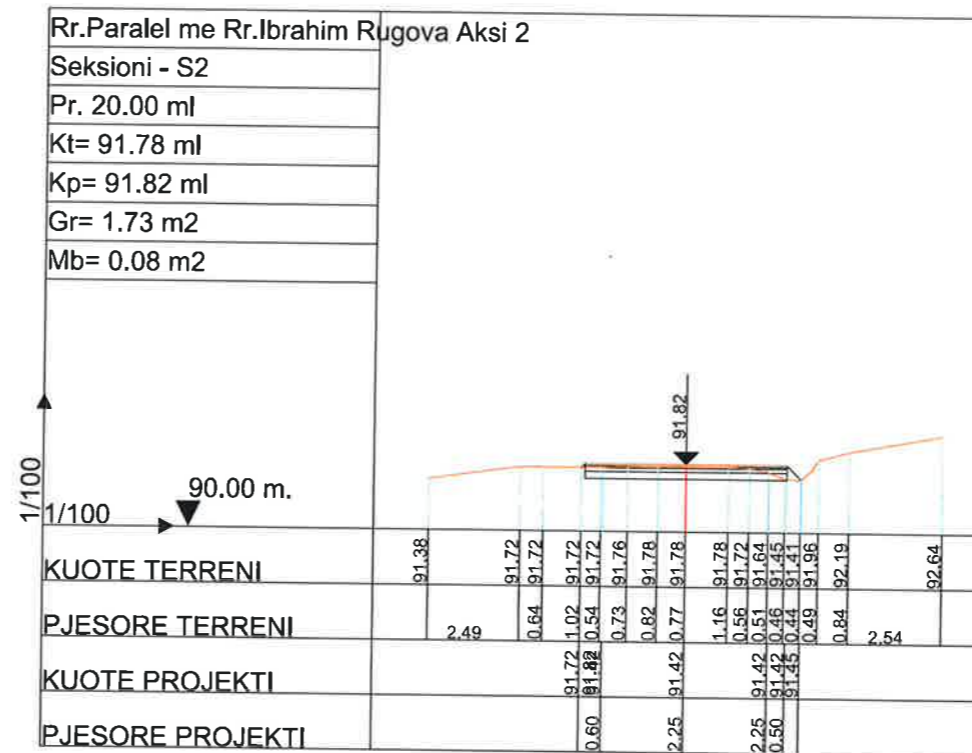 Rr.Paralel me Rr.Ibrahim Rugova Aksi 2
Seksioni - S2
Pr. 20.00 ml
Kt= 91.78 ml
Kp= 91.82 ml
Gr= 1.73 m2
Mb= 0.08 m2
91.82
1/100
90.00 m.
1/100
KUOTE TERRENI 91.38 91.72 91.72 91.72 91.72 91.76 91.78 91.78 91.78 91.72 91.64 91.45 91.41 91.96 92.19 92.64
PJESORE TERRENI 2.49 0.64 1.02 0.54 0.73 0.82 0.77 1.16 0.56 0.51 0.46 0.44 0.49 0.84 2.54
KUOTE PROJEKTI 91.72 91.42 91.42 91.42 91.45
PJESORE PROJEKTI 0.60 2.25 2.25 0.50